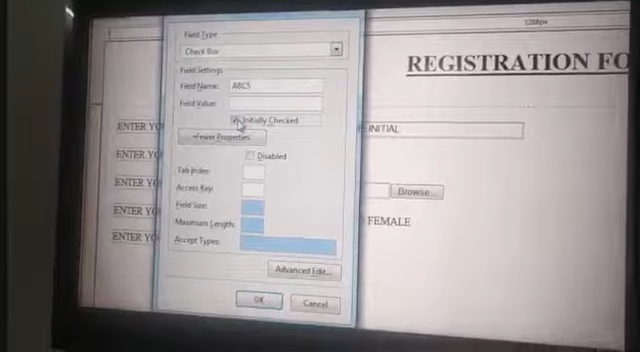 1288px
Field Type
Check Box
REGISTRATION FO
Field Settings
Field Name: ABC5
Field Value:
Initially Checked
ENTER YO
INITIAL
Fewer Properties
Disabled
ENTER YO
Tab Index:
ENTER YO
Access Key:
Browse...
Field Size:
ENTER YO
FEMALE
Maximum Length:
ENTER YO
Accept Types:
Advanced Edit...
OK
Cancel